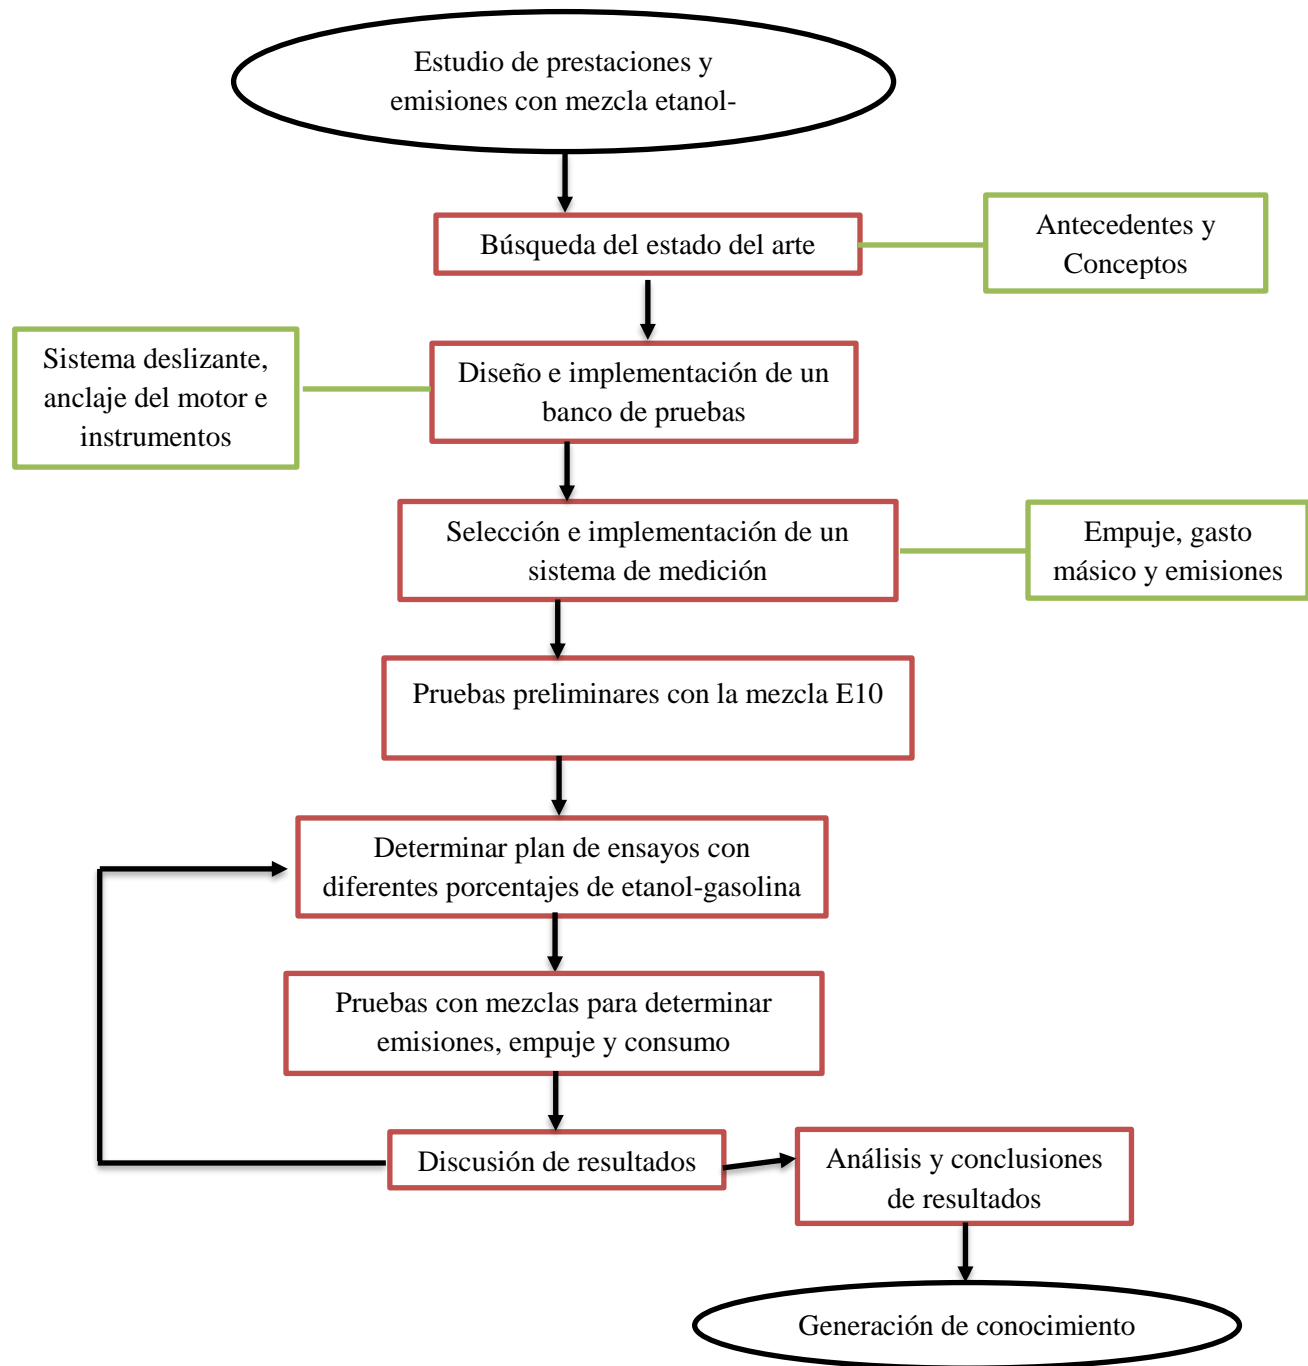 Estudio de prestaciones y
emisiones con mezcla etanol-
Búsqueda del estado del arte
Antecedentes y
Conceptos
Sistema deslizante,
anclaje del motor e
instrumentos
Diseño e implementación de un
banco de pruebas
Selección e implementación de un
sistema de medición
Empuje, gasto
másico y emisiones
Pruebas preliminares con la mezcla E10
Determinar plan de ensayos con
diferentes porcentajes de etanol-gasolina
Pruebas con mezclas para determinar
emisiones, empuje y consumo
Discusión de resultados
Análisis y conclusiones
de resultados
Generación de conocimiento